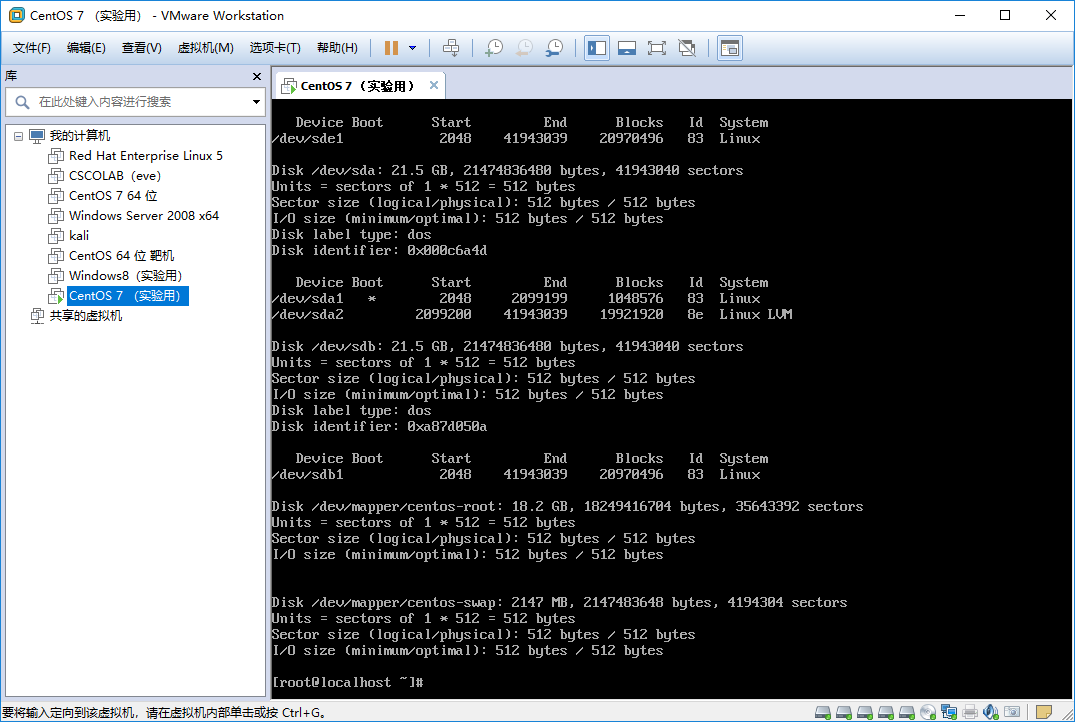 CentOS 7 （实验用） - VMware Workstation
文件(F) 编辑(E) 查看(V) 虚拟机(M) 选项卡(T) 帮助(H)
库
在此处键入内容进行搜索
我的计算机
Red Hat Enterprise Linux 5
CSCOLAB（eve）
CentOS 7 64 位
Windows Server 2008 x64
kali
CentOS 64 位 靶机
Windows8（实验用）
CentOS 7 （实验用）
共享的虚拟机
CentOS 7（实验用）
Device Boot Start End Blocks Id System
/dev/sde1 2048 41943039 20970496 83 Linux
Disk /dev/sda: 21.5 GB, 21474836480 bytes, 41943040 sectors
Units = sectors of 1 * 512 = 512 bytes
Sector size (logical/physical): 512 bytes / 512 bytes
I/O size (minimum/optimal): 512 bytes / 512 bytes
Disk label type: dos
Disk identifier: 0x000c6a4d
Device Boot Start End Blocks Id System
/dev/sda1 * 2048 2099199 1048576 83 Linux
/dev/sda2 2099200 41943039 19921920 8e Linux LVM
Disk /dev/sdb: 21.5 GB, 21474836480 bytes, 41943040 sectors
Units = sectors of 1 * 512 = 512 bytes
Sector size (logical/physical): 512 bytes / 512 bytes
I/O size (minimum/optimal): 512 bytes / 512 bytes
Disk label type: dos
Disk identifier: 0xa87d050a
Device Boot Start End Blocks Id System
/dev/sdb1 2048 41943039 20970496 83 Linux
Disk /dev/mapper/centos-root: 18.2 GB, 18249416704 bytes, 35643392 sectors
Units = sectors of 1 * 512 = 512 bytes
Sector size (logical/physical): 512 bytes / 512 bytes
I/O size (minimum/optimal): 512 bytes / 512 bytes
Disk /dev/mapper/centos-swap: 2147 MB, 2147483648 bytes, 4194304 sectors
Units = sectors of 1 * 512 = 512 bytes
Sector size (logical/physical): 512 bytes / 512 bytes
I/O size (minimum/optimal): 512 bytes / 512 bytes
[root@localhost ~]#
要将输入定向到该虚拟机，请在虚拟机内部单击或按 Ctrl+G。